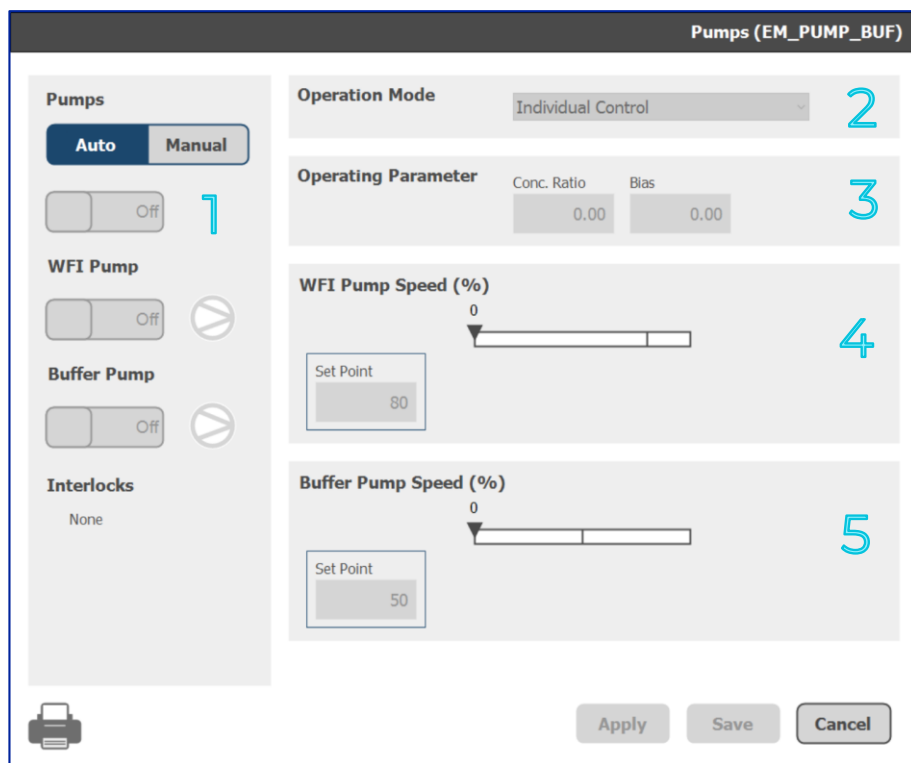 Pumps (EM_PUMP_BUF)
Pumps
Auto Manual
Off 1
WFI Pump
Off
Buffer Pump
Off
Interlocks
None
Operation Mode Individual Control 2
Operating Parameter Conc. Ratio Bias 3
0.00 0.00
WFI Pump Speed (%)
0
4
Set Point
80
Buffer Pump Speed (%)
0
5
Set Point
50
Apply Save Cancel